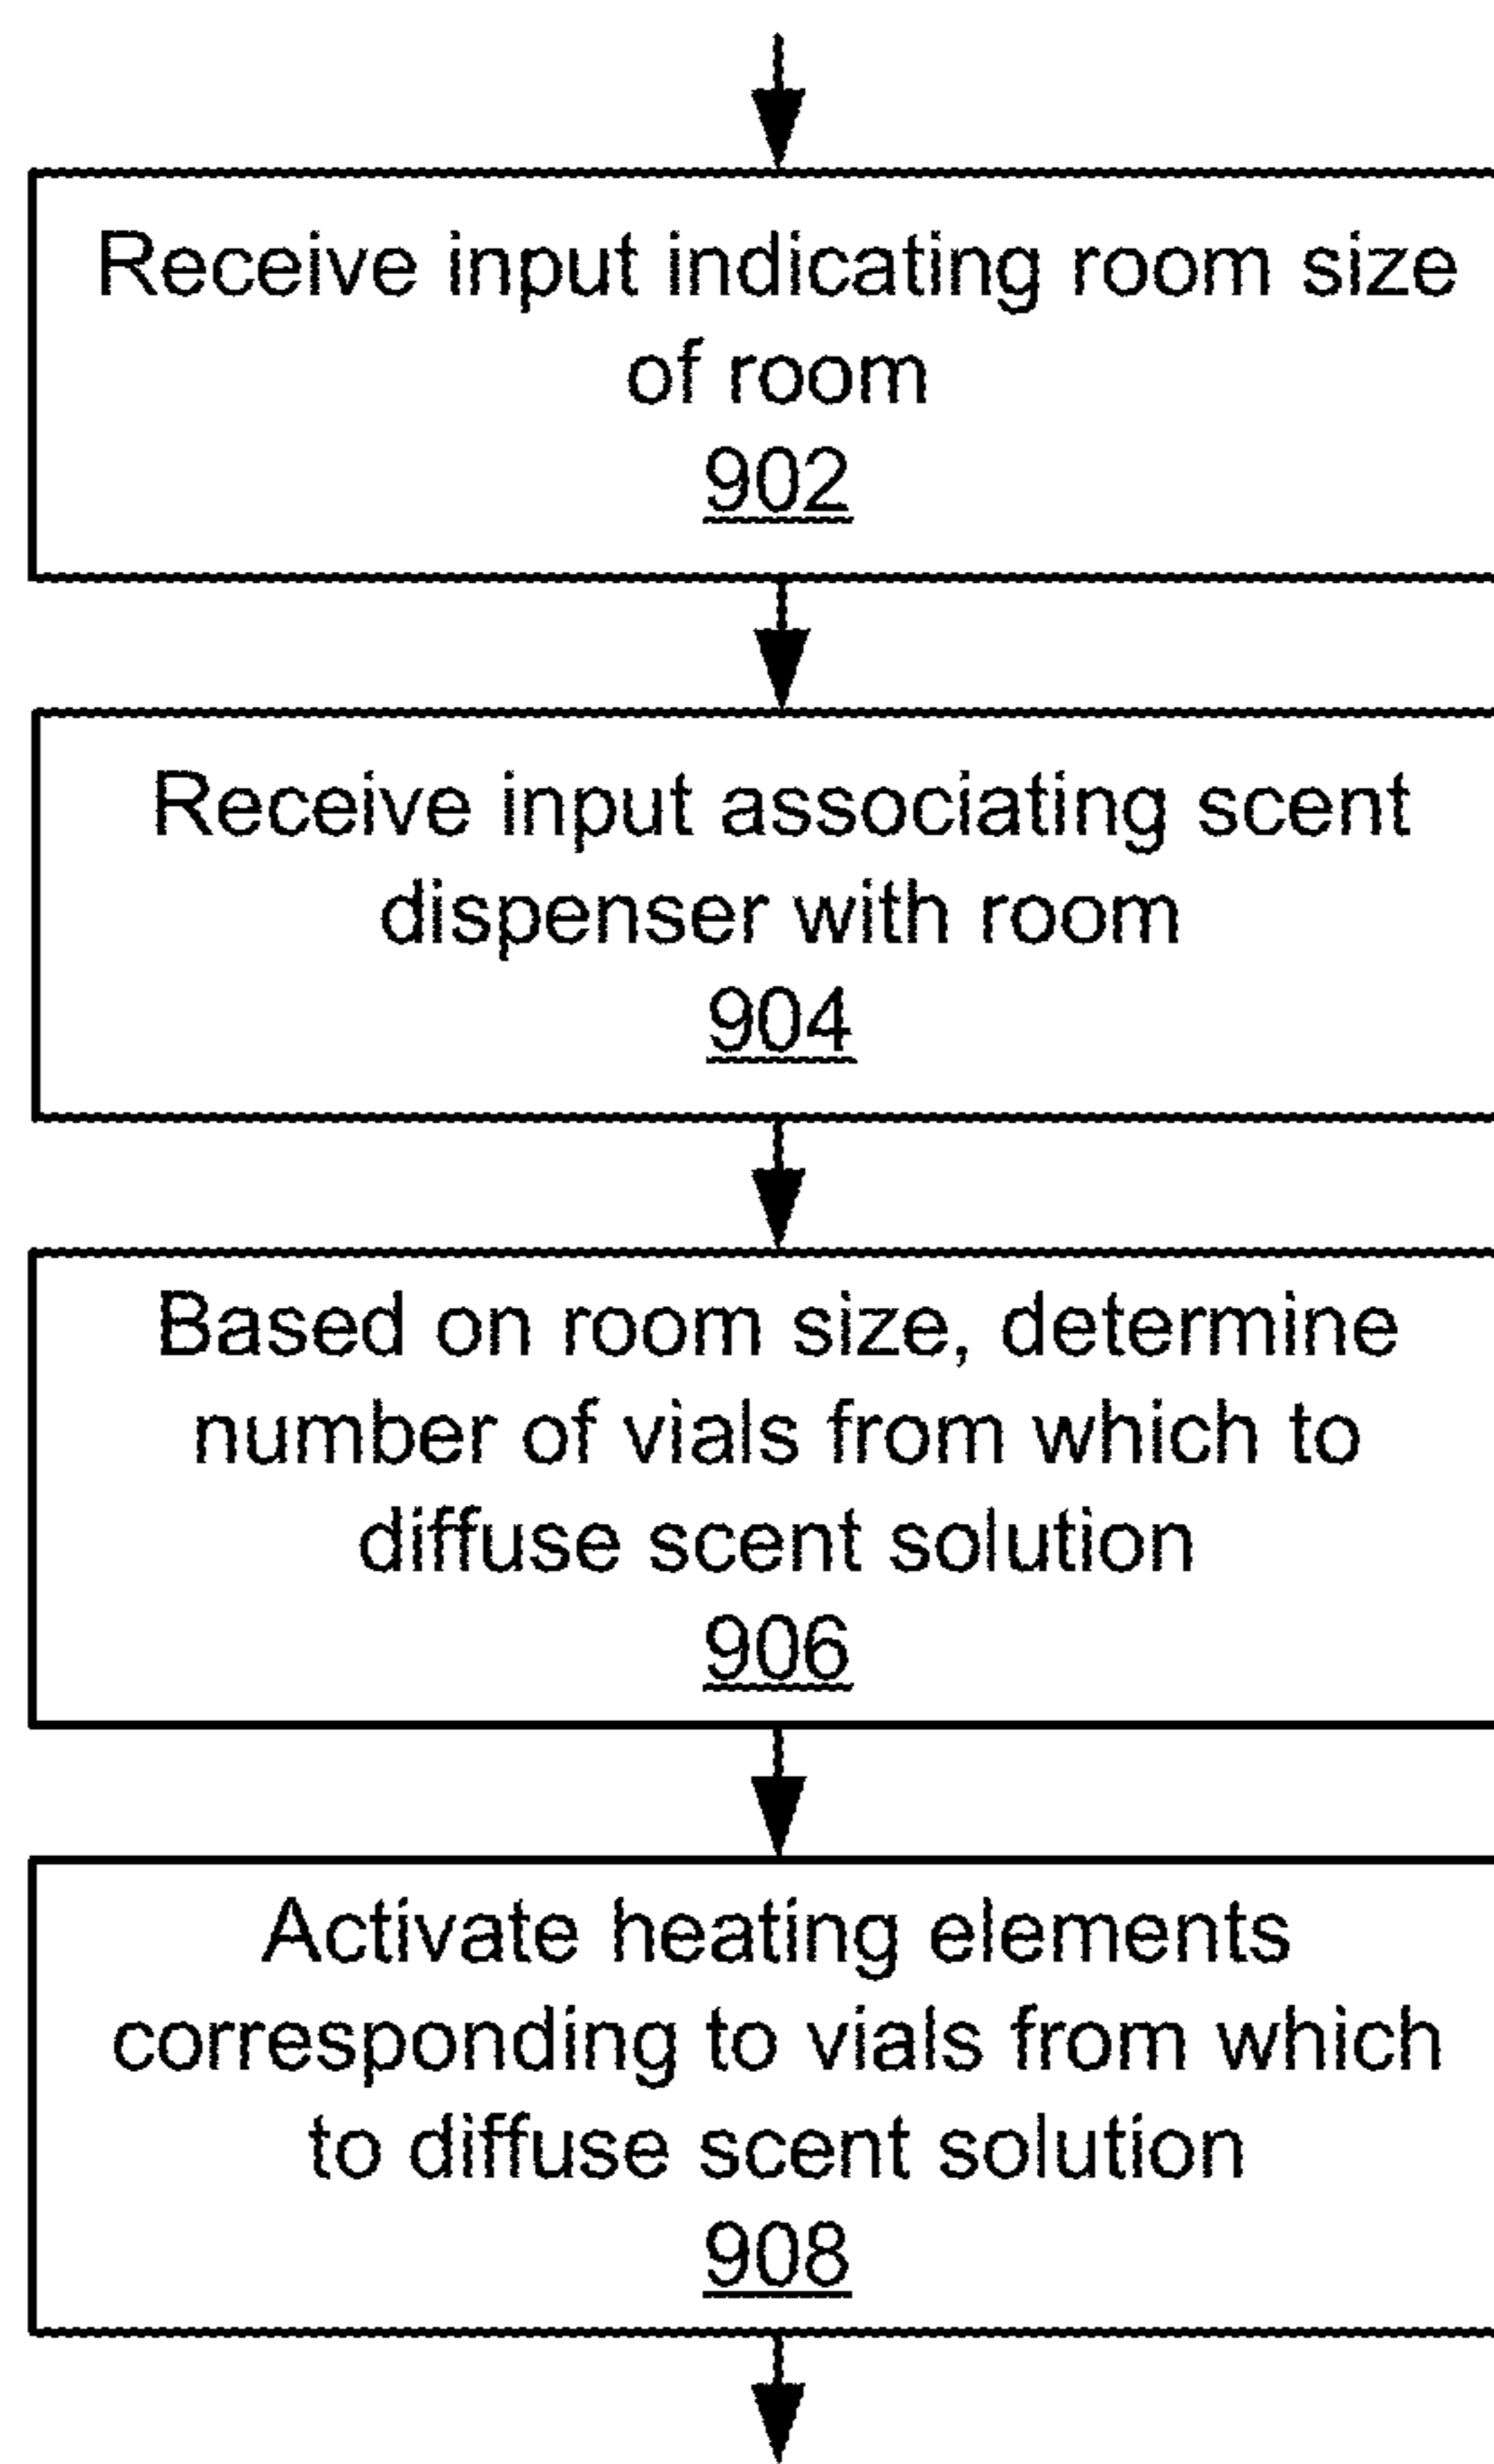 Receive input indicating room size
of room
902
Receive input associating scent
dispenser with room
904
Based on room size, determine
number of vials from which to
diffuse scent solution
906
Activate heating elements
corresponding to vials from which
to diffuse scent solution
908